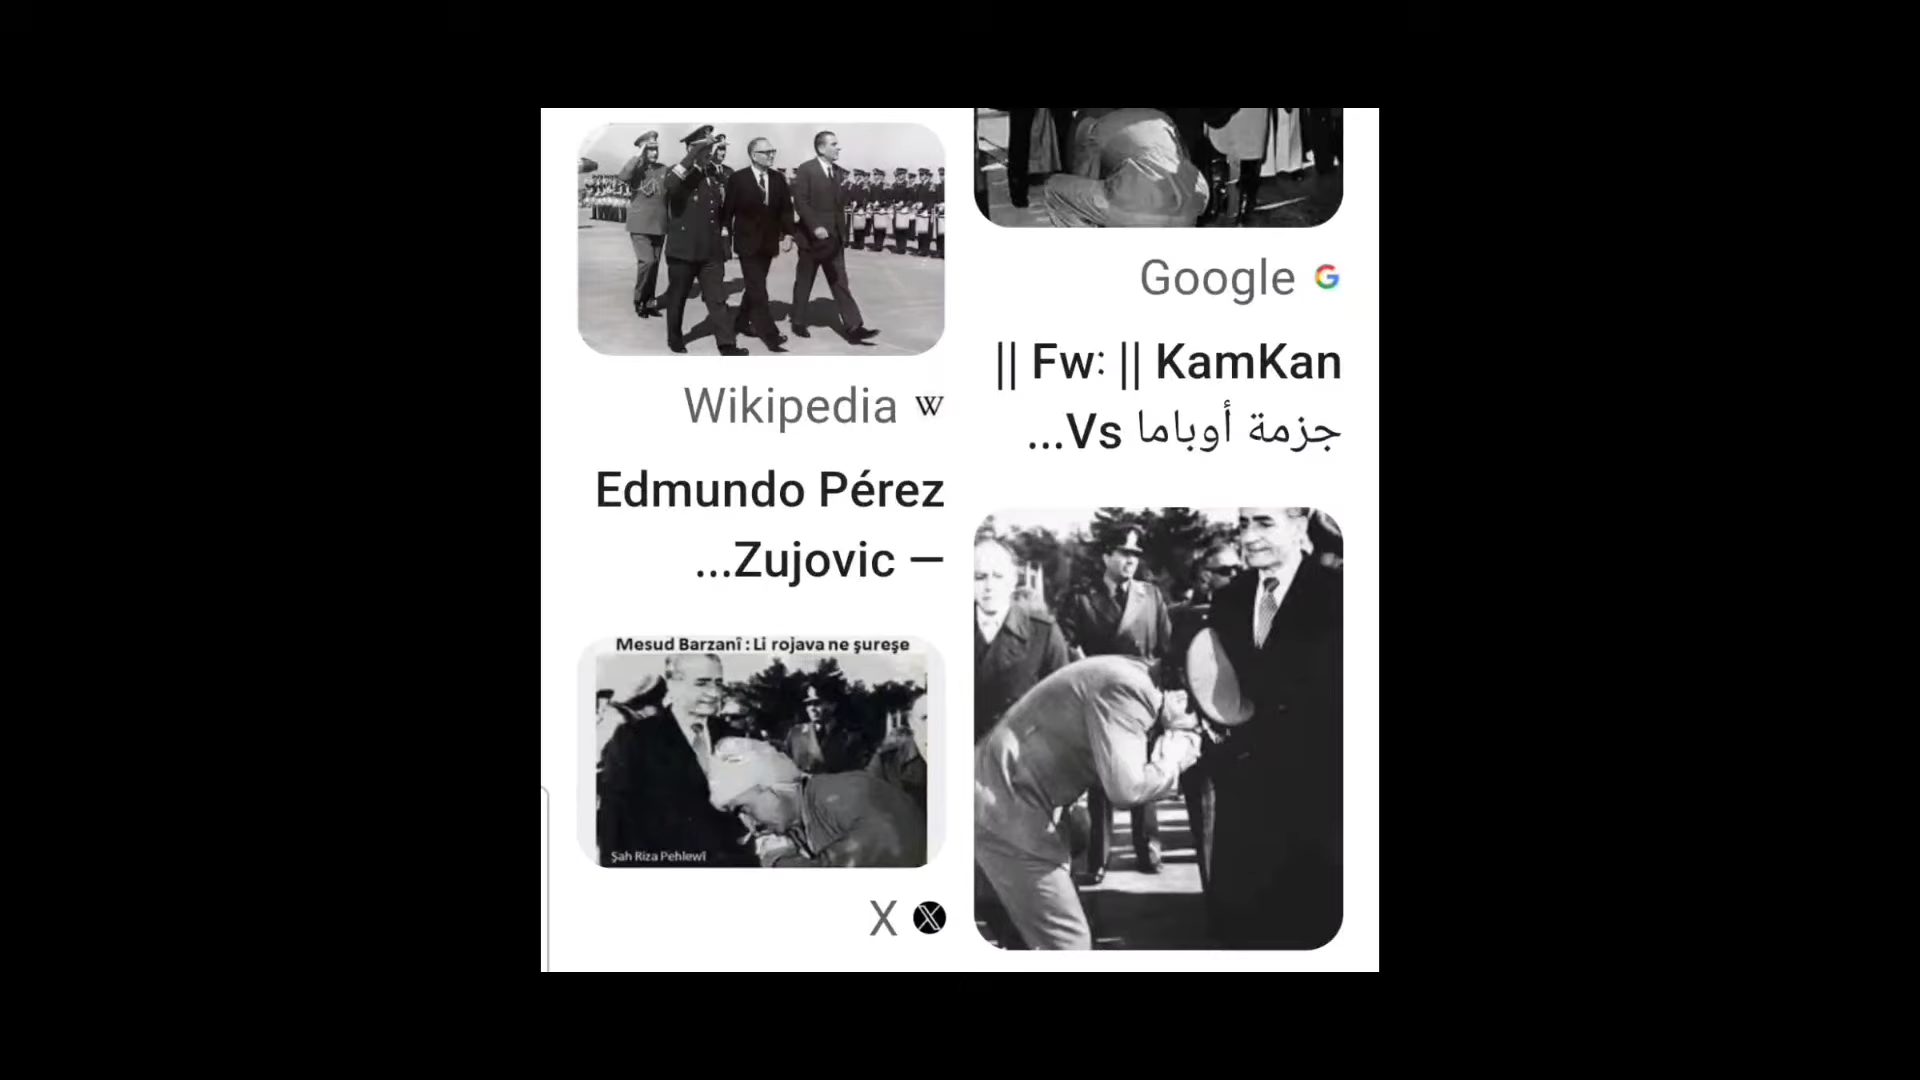 Wikipedia W
Edmundo Pérez
...Zujovic —
Mesud Barzanî : Li rojava ne şureşe
Şah Riza Pehlewî
X
Google G
|| Fw: || KamKan
جزمة أوباما Vs...